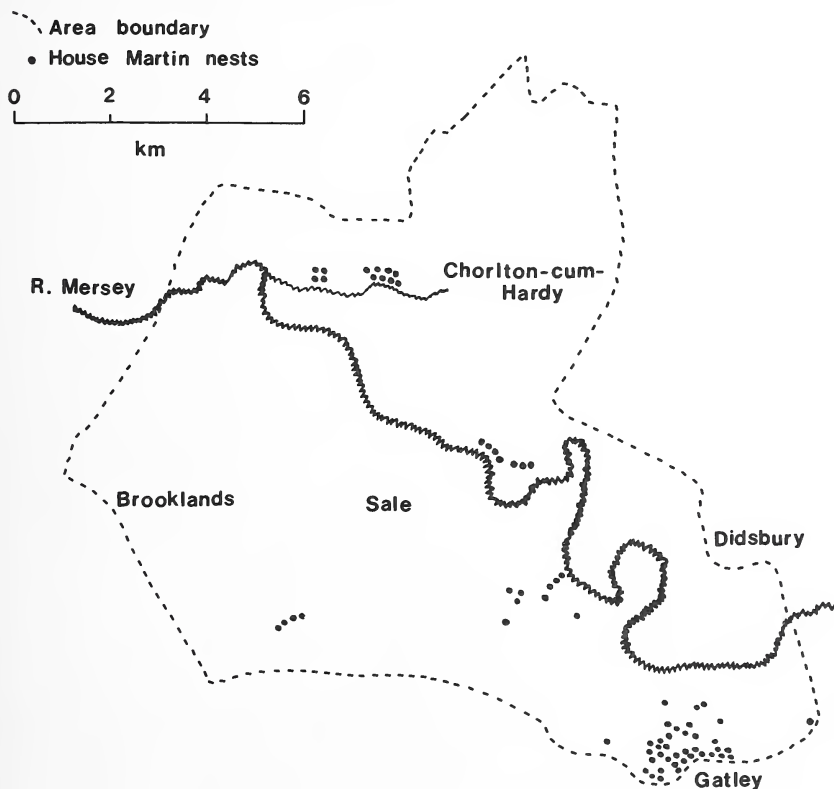 Area boundary
House Martin nests
0 2 4 6
km
R. Mersey
Chorlton-cum-
Hardy
Brooklands
Sale
Didsbury
Gatley